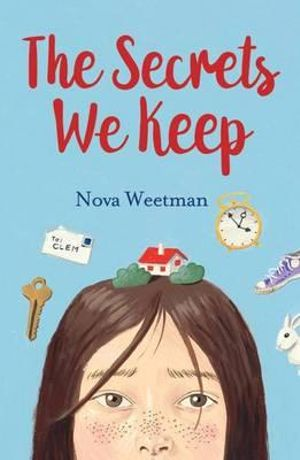 The Secrets
We Keep
Nova Weetman
To:
CLEM